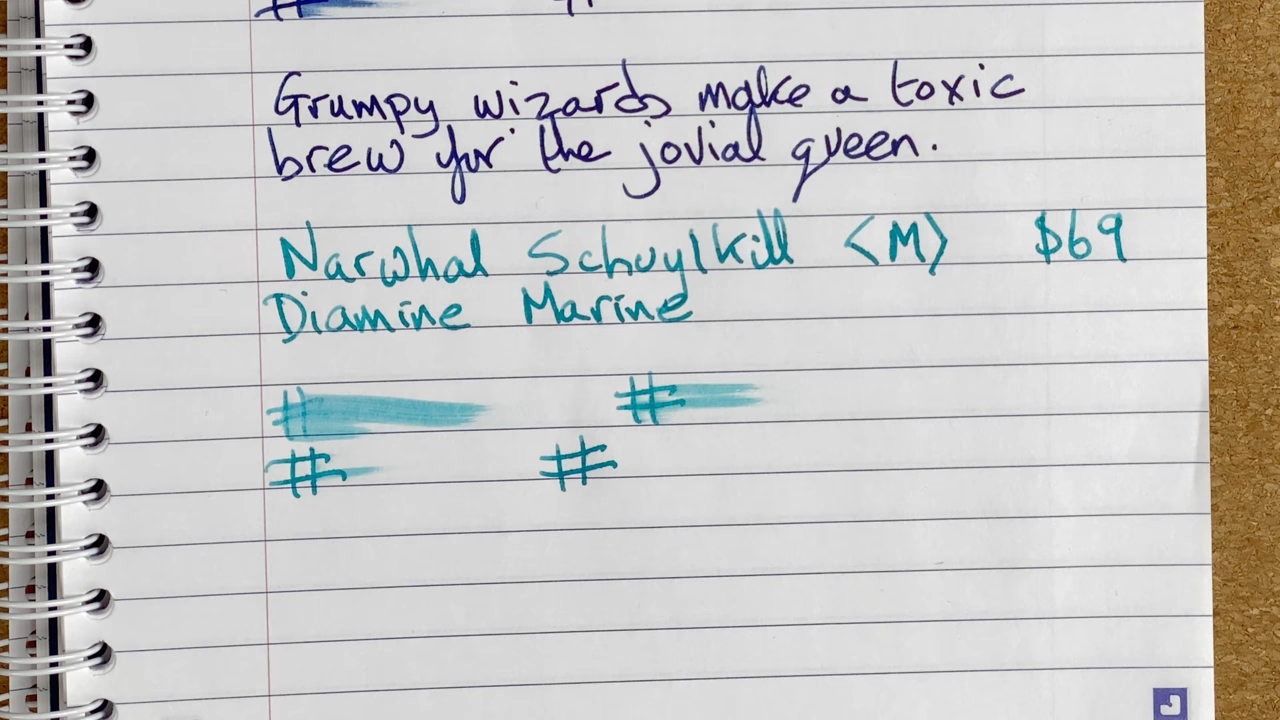 Grumpy wizards make a toxic
brew for the jovial queen.
Narwhal Schuylkill <M> $69
Diamine Marine
# #
# #